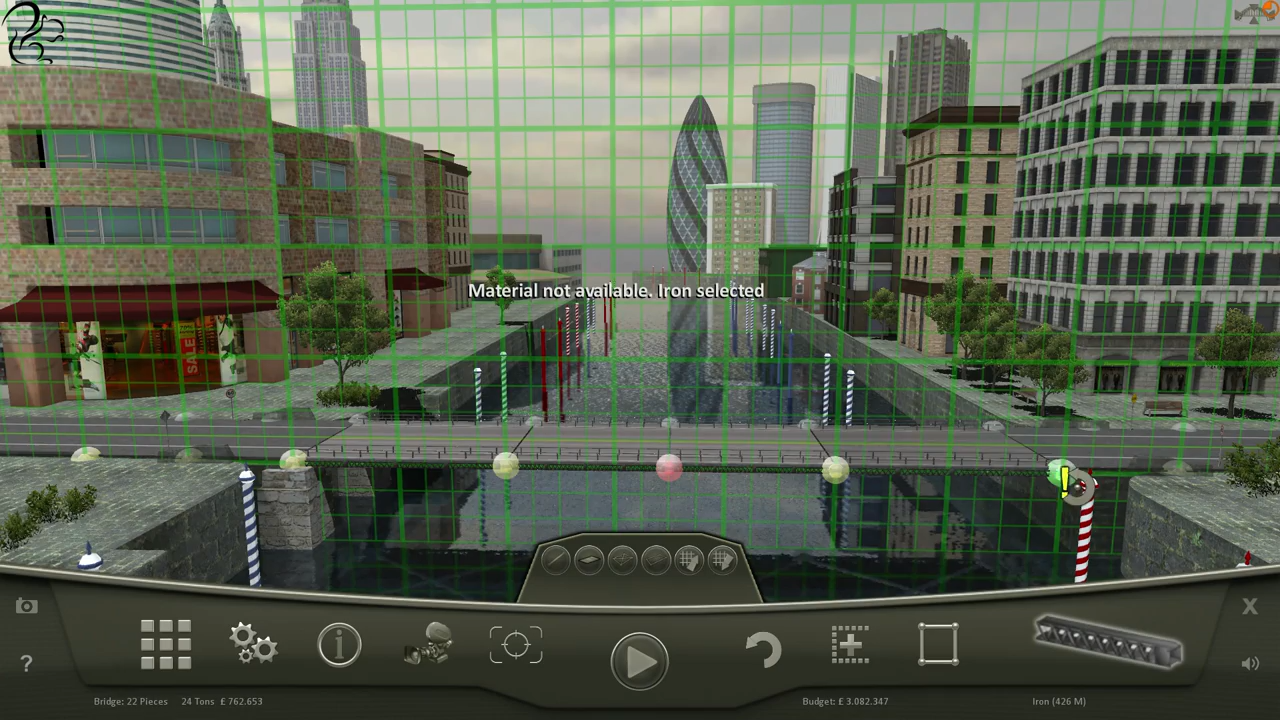 Material not available. Iron selected
SALE
Bridge: 22 Pieces 24 Tons £ 762.653
Budget: £ 3.082.347
Iron (426 M)
X
?